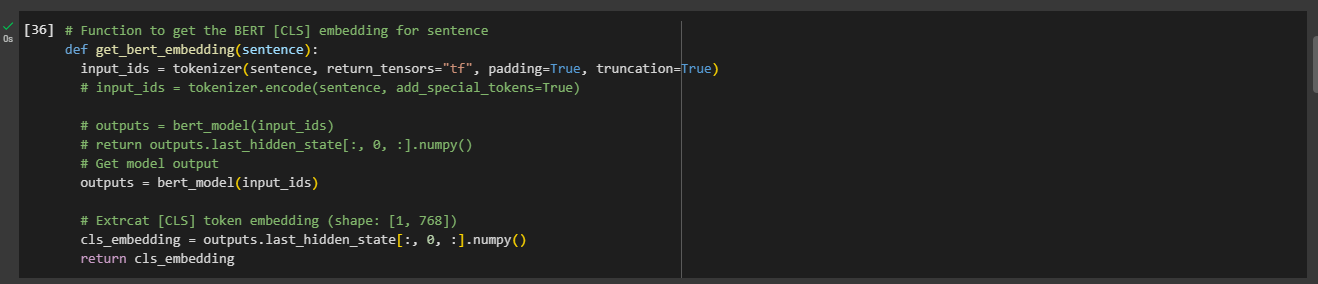 [36] # Function to get the BERT [CLS] embedding for sentence
0s
def get_bert_embedding(sentence):
input_ids = tokenizer(sentence, return_tensors="tf", padding=True, truncation=True)
# input_ids = tokenizer.encode(sentence, add_special_tokens=True)
# outputs = bert_model(input_ids)
# return outputs.last_hidden_state[:, 0, :].numpy()
# Get model output
outputs = bert_model(input_ids)
# Extrcat [CLS] token embedding (shape: [1, 768])
cls_embedding = outputs.last_hidden_state[:, 0, :].numpy()
return cls_embedding